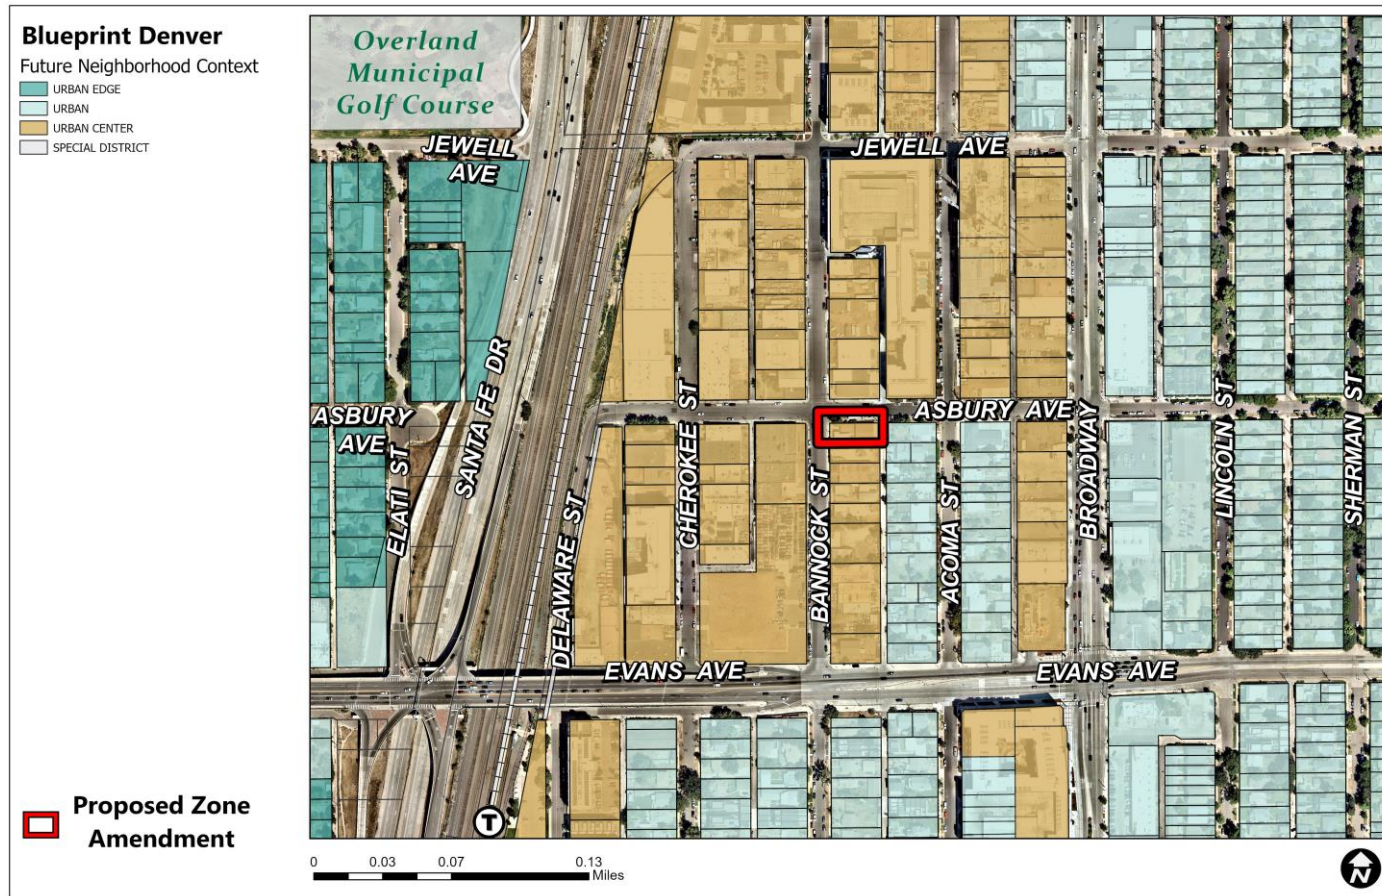 Blueprint Denver
Future Neighborhood Context
URBAN EDGE
URBAN
URBAN CENTER
SPECIAL DISTRICT
Overland
Municipal
Golf Course
JEWELL
AVE
JEWELL AVE
ASBURY
AVE
ASBURY AVE
ELATI ST
SANTA FE DR
DELAWARE ST
CHEROKEE ST
BANNOCK ST
ACOMA ST
BROADWAY
LINCOLN ST
SHERMAN ST
EVANS AVE
EVANS AVE
T
Proposed Zone
Amendment
0 0.03 0.07 0.13
Miles
N